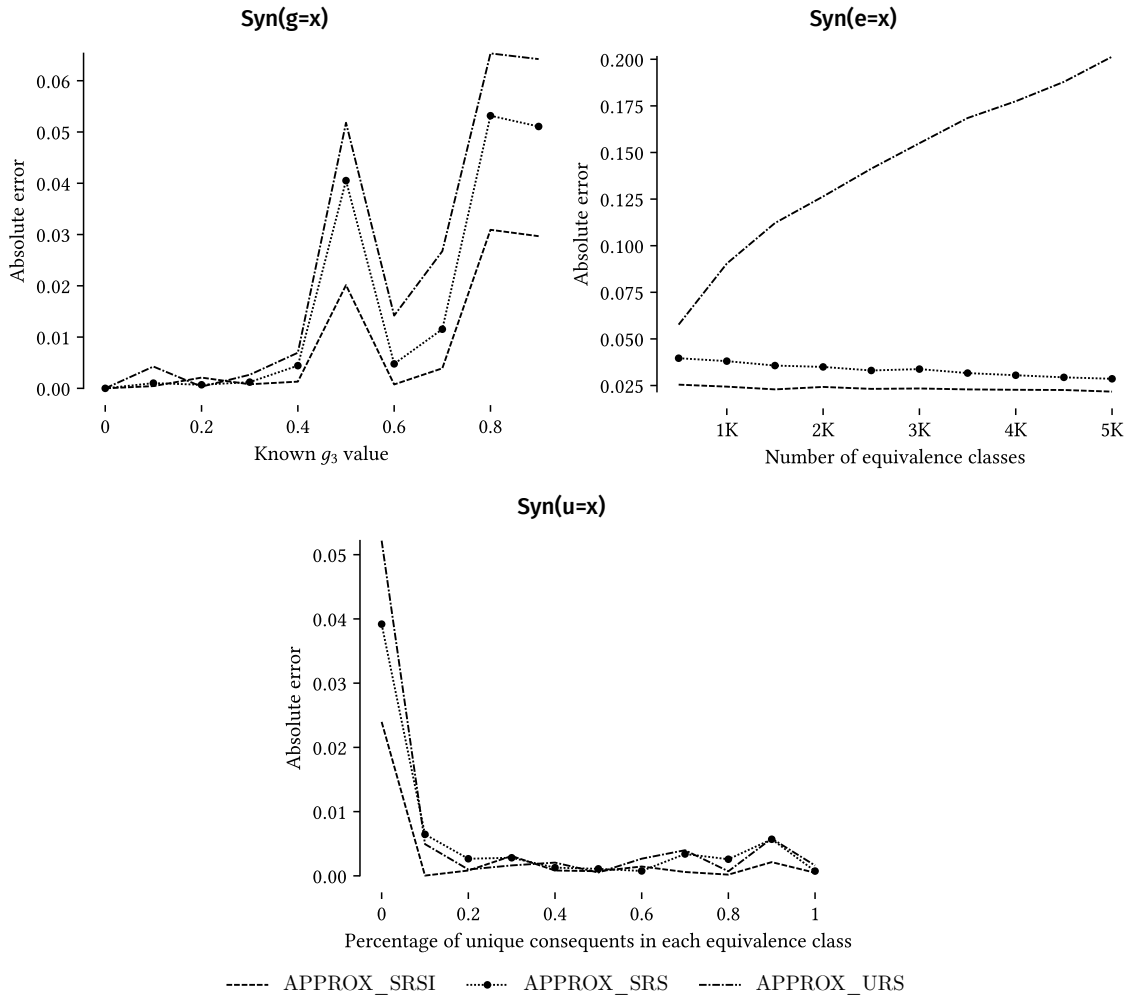 Syn(g=x)
Absolute error
0.06
0.05
0.04
0.03
0.02
0.01
0.00
0 0.2 0.4 0.6 0.8
Known g₃ value
Syn(e=x)
Absolute error
0.200
0.175
0.150
0.125
0.100
0.075
0.050
0.025
1K 2K 3K 4K 5K
Number of equivalence classes
Syn(u=x)
Absolute error
0.05
0.04
0.03
0.02
0.01
0.00
0 0.2 0.4 0.6 0.8 1
Percentage of unique consequents in each equivalence class
APPROX_SRSI APPROX_SRS APPROX_URS